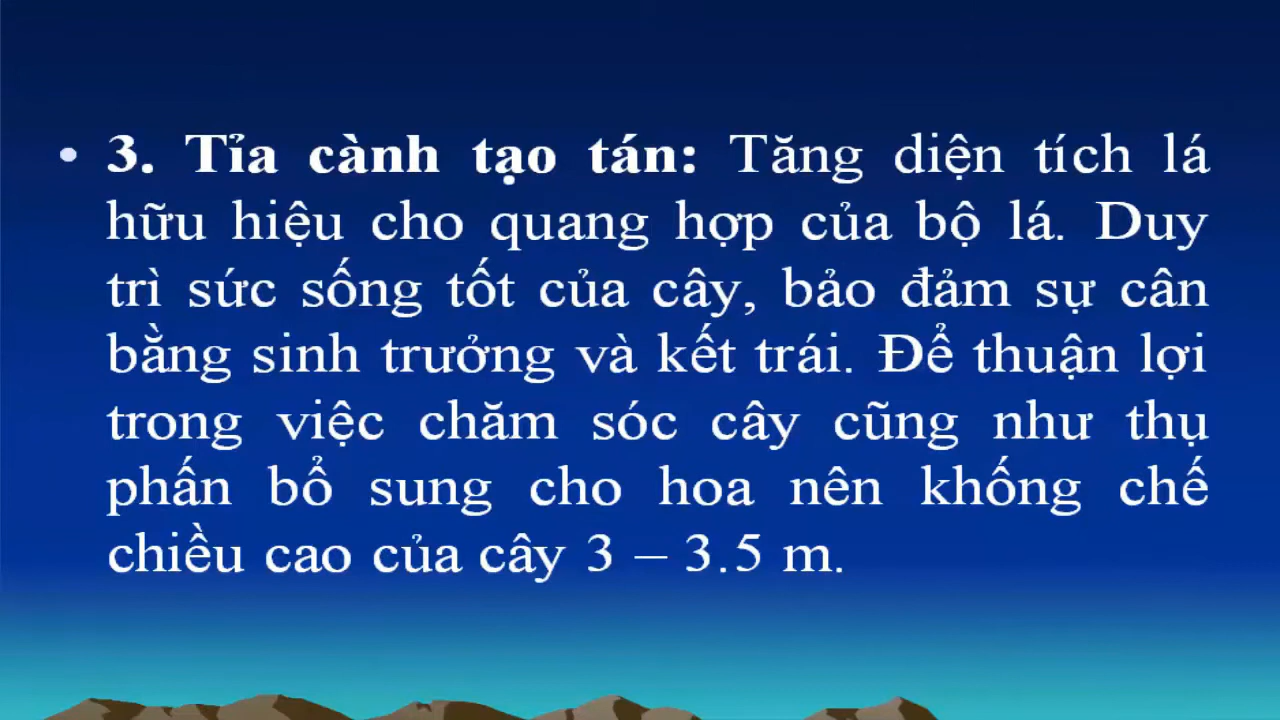 • 3. Tỉa cành tạo tán: Tăng diện tích lá
hữu hiệu cho quang hợp của bộ lá. Duy
trì sức sống tốt của cây, bảo đảm sự cân
bằng sinh trưởng và kết trái. Để thuận lợi
trong việc chăm sóc cây cũng như thụ
phấn bổ sung cho hoa nên khống chế
chiều cao của cây 3 – 3.5 m.